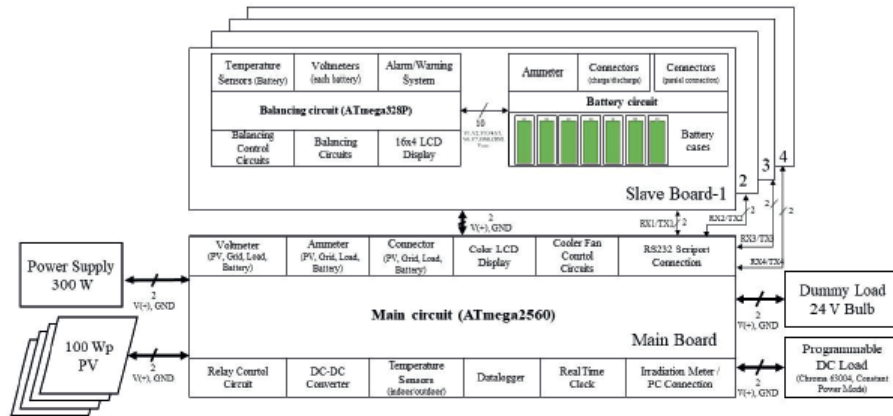 Temperature
Sensors (Battery)
Voltmeters
(each battery)
Alarm/Warning
System
Balancing circuit (ATmega328P)
Balancing
Control
Circuits
Balancing
Circuits
16x4 LCD
Display
10
Ammeter
Connectors
(charge/discharge)
Connectors
(parallel connection)
Battery circuit
Battery
cases
Slave Board-1
2
3
4
2
V(+), GND
RX1/TX1
2
RX2/TX2
2
RX3/TX3
2
RX4/TX4
2
Voltmeter
(PV, Grid, Load,
Battery)
Ammeter
(PV, Grid, Load,
Battery)
Connector
(PV, Grid, Load,
Battery)
Color LCD
Display
Cooler Fan
Control
Circuits
RS232 Seriport
Connection
Main circuit (ATmega2560)
Main Board
Relay Control
Circuit
DC-DC
Converter
Temperature
Sensors
(indoor/outdoor)
Datalogger
Real Time
Clock
Irradiation Meter /
PC Connection
Power Supply
300 W
2
V(+), GND
100 Wp
PV
2
V(+), GND
Dummy Load
24 V Bulb
2
V(+), GND
Programmable
DC Load
(Chroma 63004, Constant
Power Mode)
2
V(+), GND